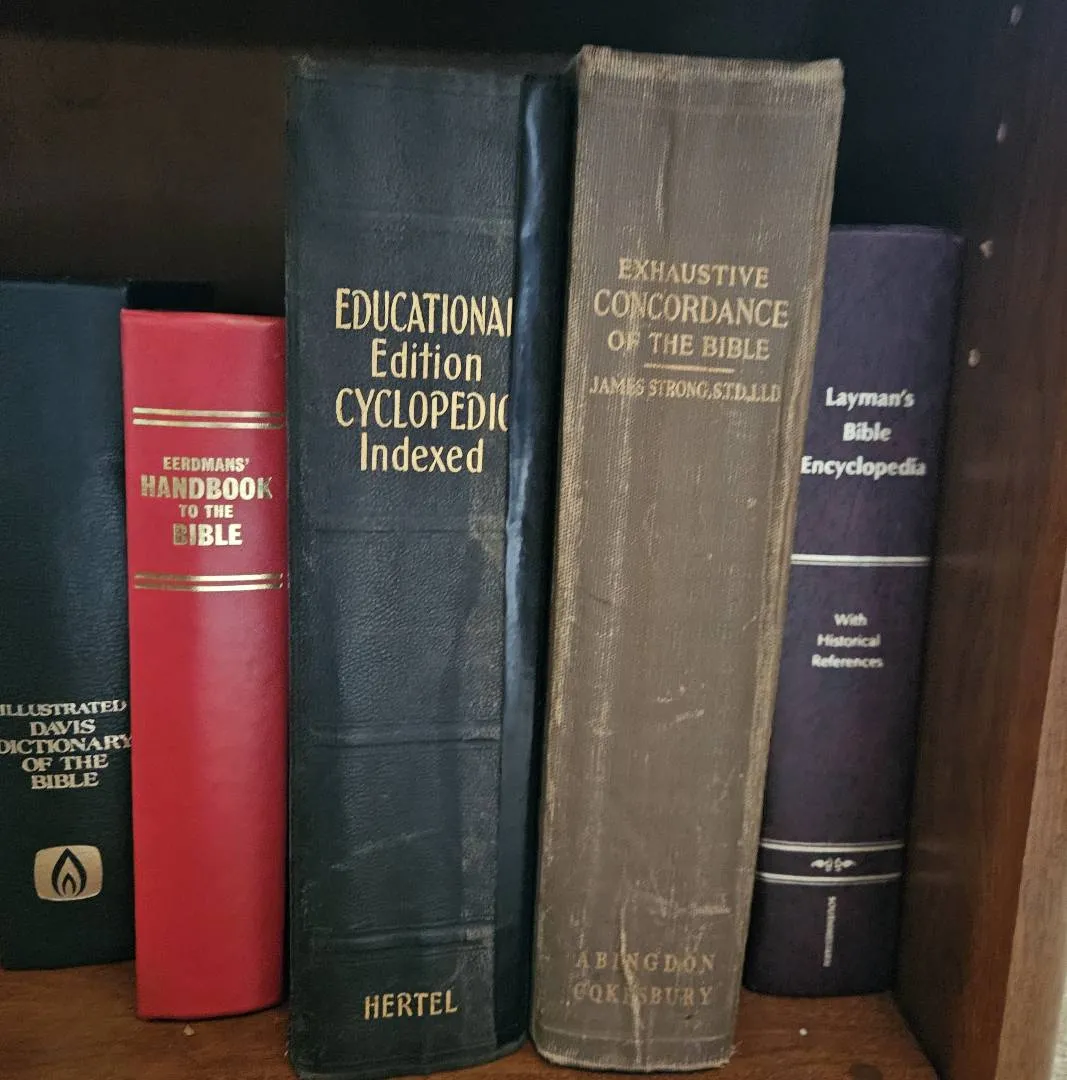 ILLUSTRATED
DAVIS
DICTIONARY
OF THE
BIBLE
EERDMANS'
HANDBOOK
TO THE
BIBLE
EDUCATIONAL
Edition
CYCLOPEDIC
Indexed
HERTEL
EXHAUSTIVE
CONCORDANCE
OF THE BIBLE
JAMES STRONG,S.T.D.,LL.D.
ABINGDON
COKESBURY
Layman's
Bible
Encyclopedia
With
Historical
References
SOUTHWESTERN